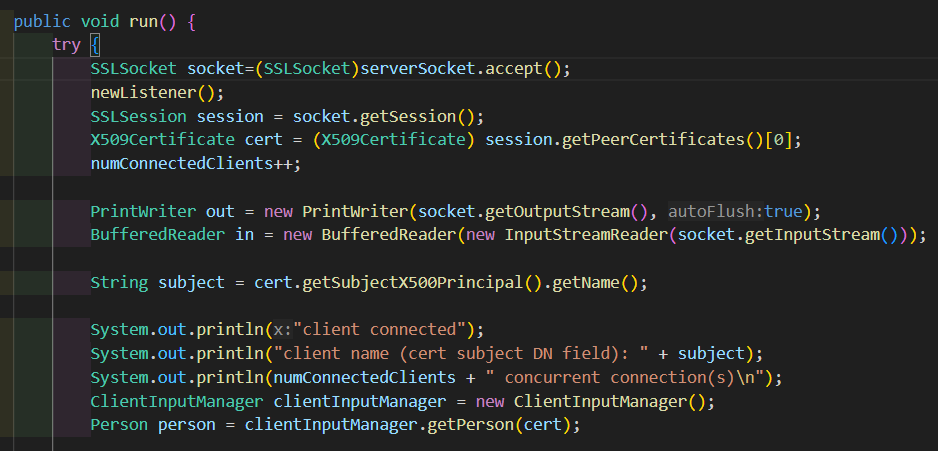 public void run() {
try {
SSLSocket socket=(SSLSocket)serverSocket.accept();
newListener();
SSLSession session = socket.getSession();
X509Certificate cert = (X509Certificate) session.getPeerCertificates()[0];
numConnectedClients++;
PrintWriter out = new PrintWriter(socket.getOutputStream(), autoFlush:true);
BufferedReader in = new BufferedReader(new InputStreamReader(socket.getInputStream()));
String subject = cert.getSubjectX500Principal().getName();
System.out.println(x:"client connected");
System.out.println("client name (cert subject DN field): " + subject);
System.out.println(numConnectedClients + " concurrent connection(s)\n");
ClientInputManager clientInputManager = new ClientInputManager();
Person person = clientInputManager.getPerson(cert);